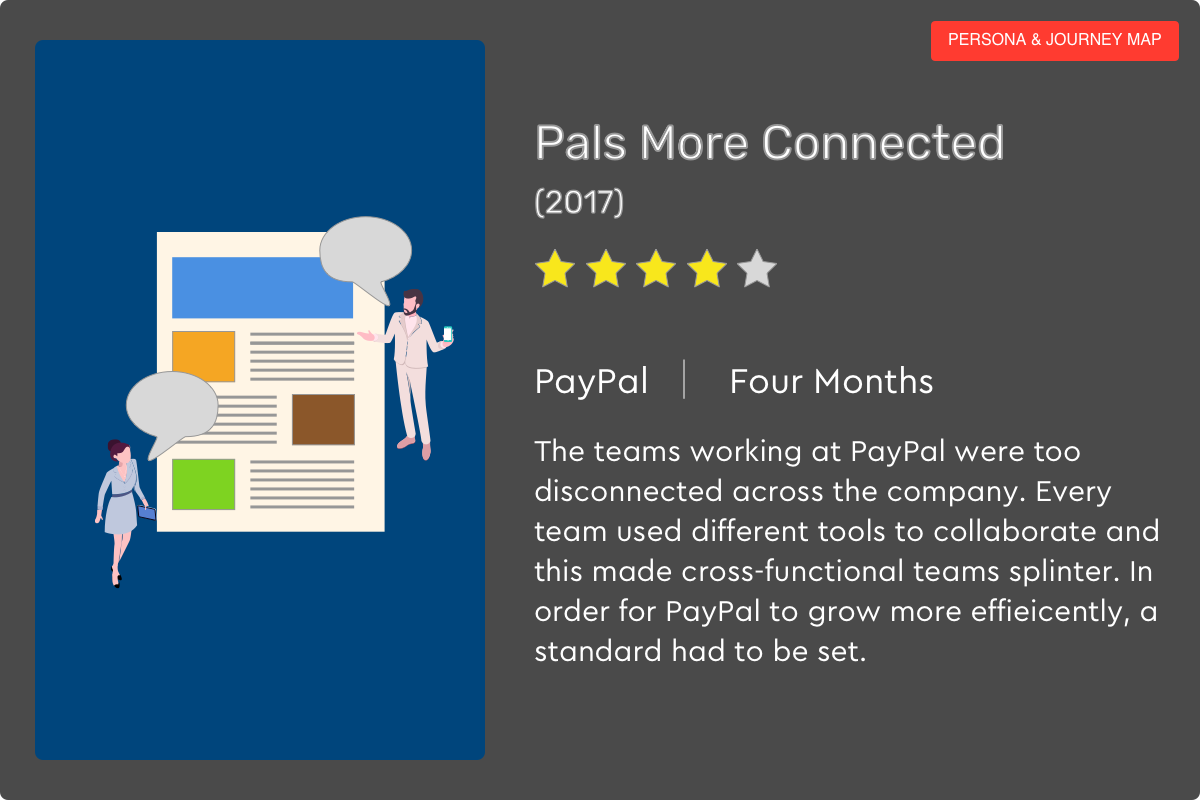 PERSONA & JOURNEY MAP
Pals More Connected
(2017)
PayPal | Four Months
The teams working at PayPal were too
disconnected across the company. Every
team used different tools to collaborate and
this made cross-functional teams splinter. In
order for PayPal to grow more effieicently, a
standard had to be set.